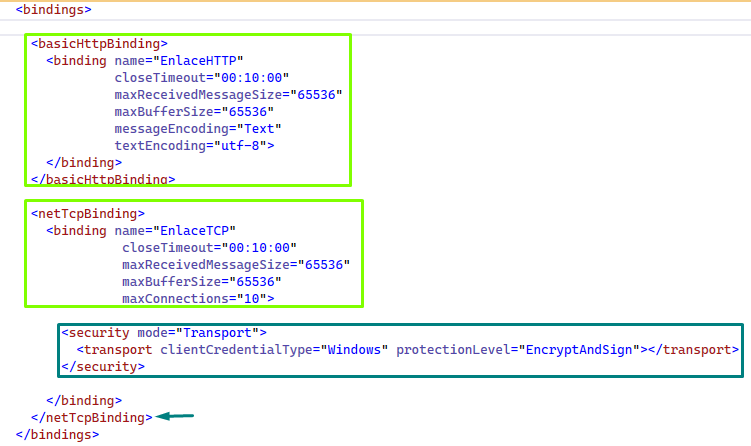 <bindings>
<basicHttpBinding>
<binding name="EnlaceHTTP"
closeTimeout="00:10:00"
maxReceivedMessageSize="65536"
maxBufferSize="65536"
messageEncoding="Text"
textEncoding="utf-8">
</binding>
</basicHttpBinding>
<netTcpBinding>
<binding name="EnlaceTCP"
closeTimeout="00:10:00"
maxReceivedMessageSize="65536"
maxBufferSize="65536"
maxConnections="10">
<security mode="Transport">
<transport clientCredentialType="Windows" protectionLevel="EncryptAndSign"></transport>
</security>
</binding>
</netTcpBinding>
</bindings>